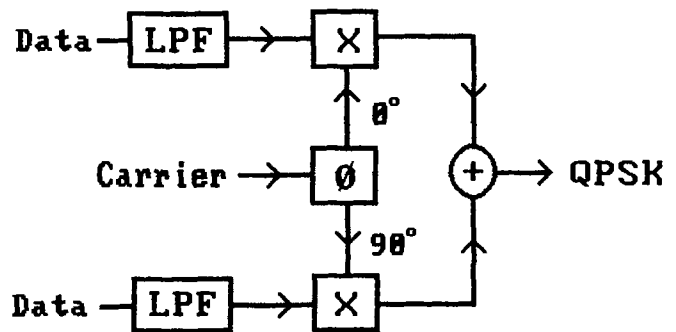 Data LPF X
0°
Carrier Ø + QPSK
90°
Data LPF X